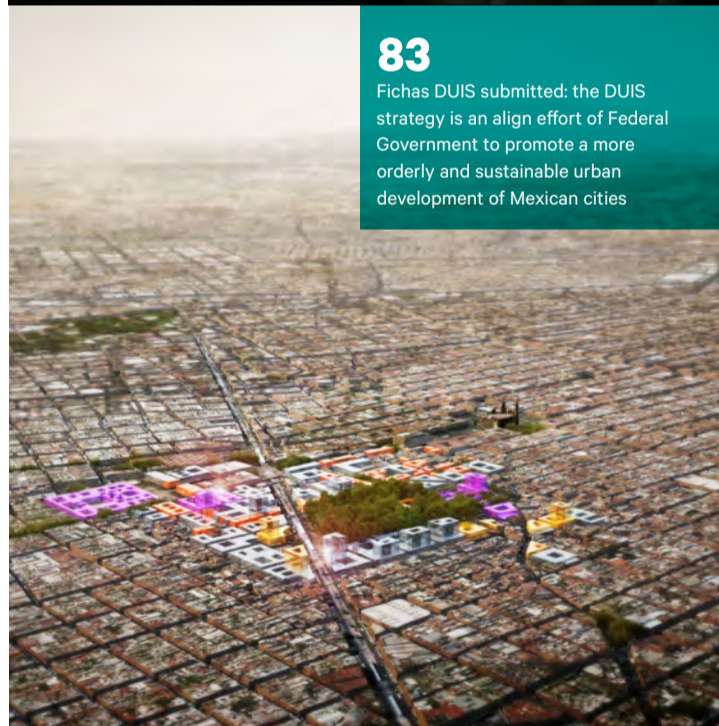 83
Fichas DUIS submitted: the DUIS
strategy is an align effort of Federal
Government to promote a more
orderly and sustainable urban
development of Mexican cities